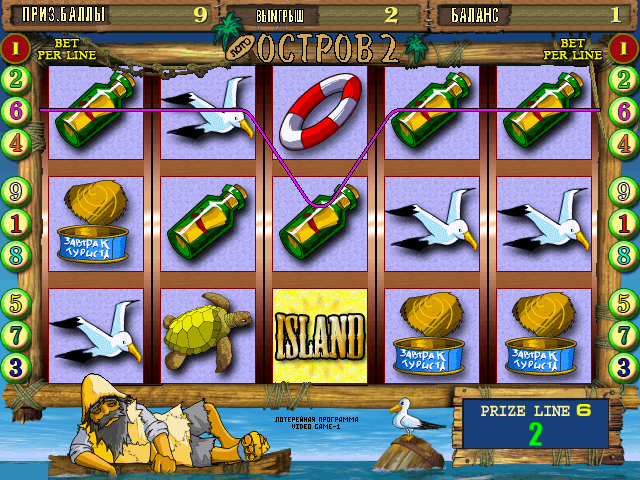 ПРИЗ.БАЛЛЫ 9 ВЫИГРЫШ 2 БАЛАНС 1
ЛОТО ОСТРОВ 2
1 BET PER LINE BET PER LINE 1
2 2
6 6
4 4
9 9
1 1
8 8
ЗАВТРАК
ТУРИСТА
5 5
7 7
3 3
ISLAND
ЗАВТРАК ЗАВТРАК
ТУРИСТА ТУРИСТА
ЛОТЕРЕЙНАЯ ПРОГРАММА
VIDEO GAME-1
PRIZE LINE 6
2